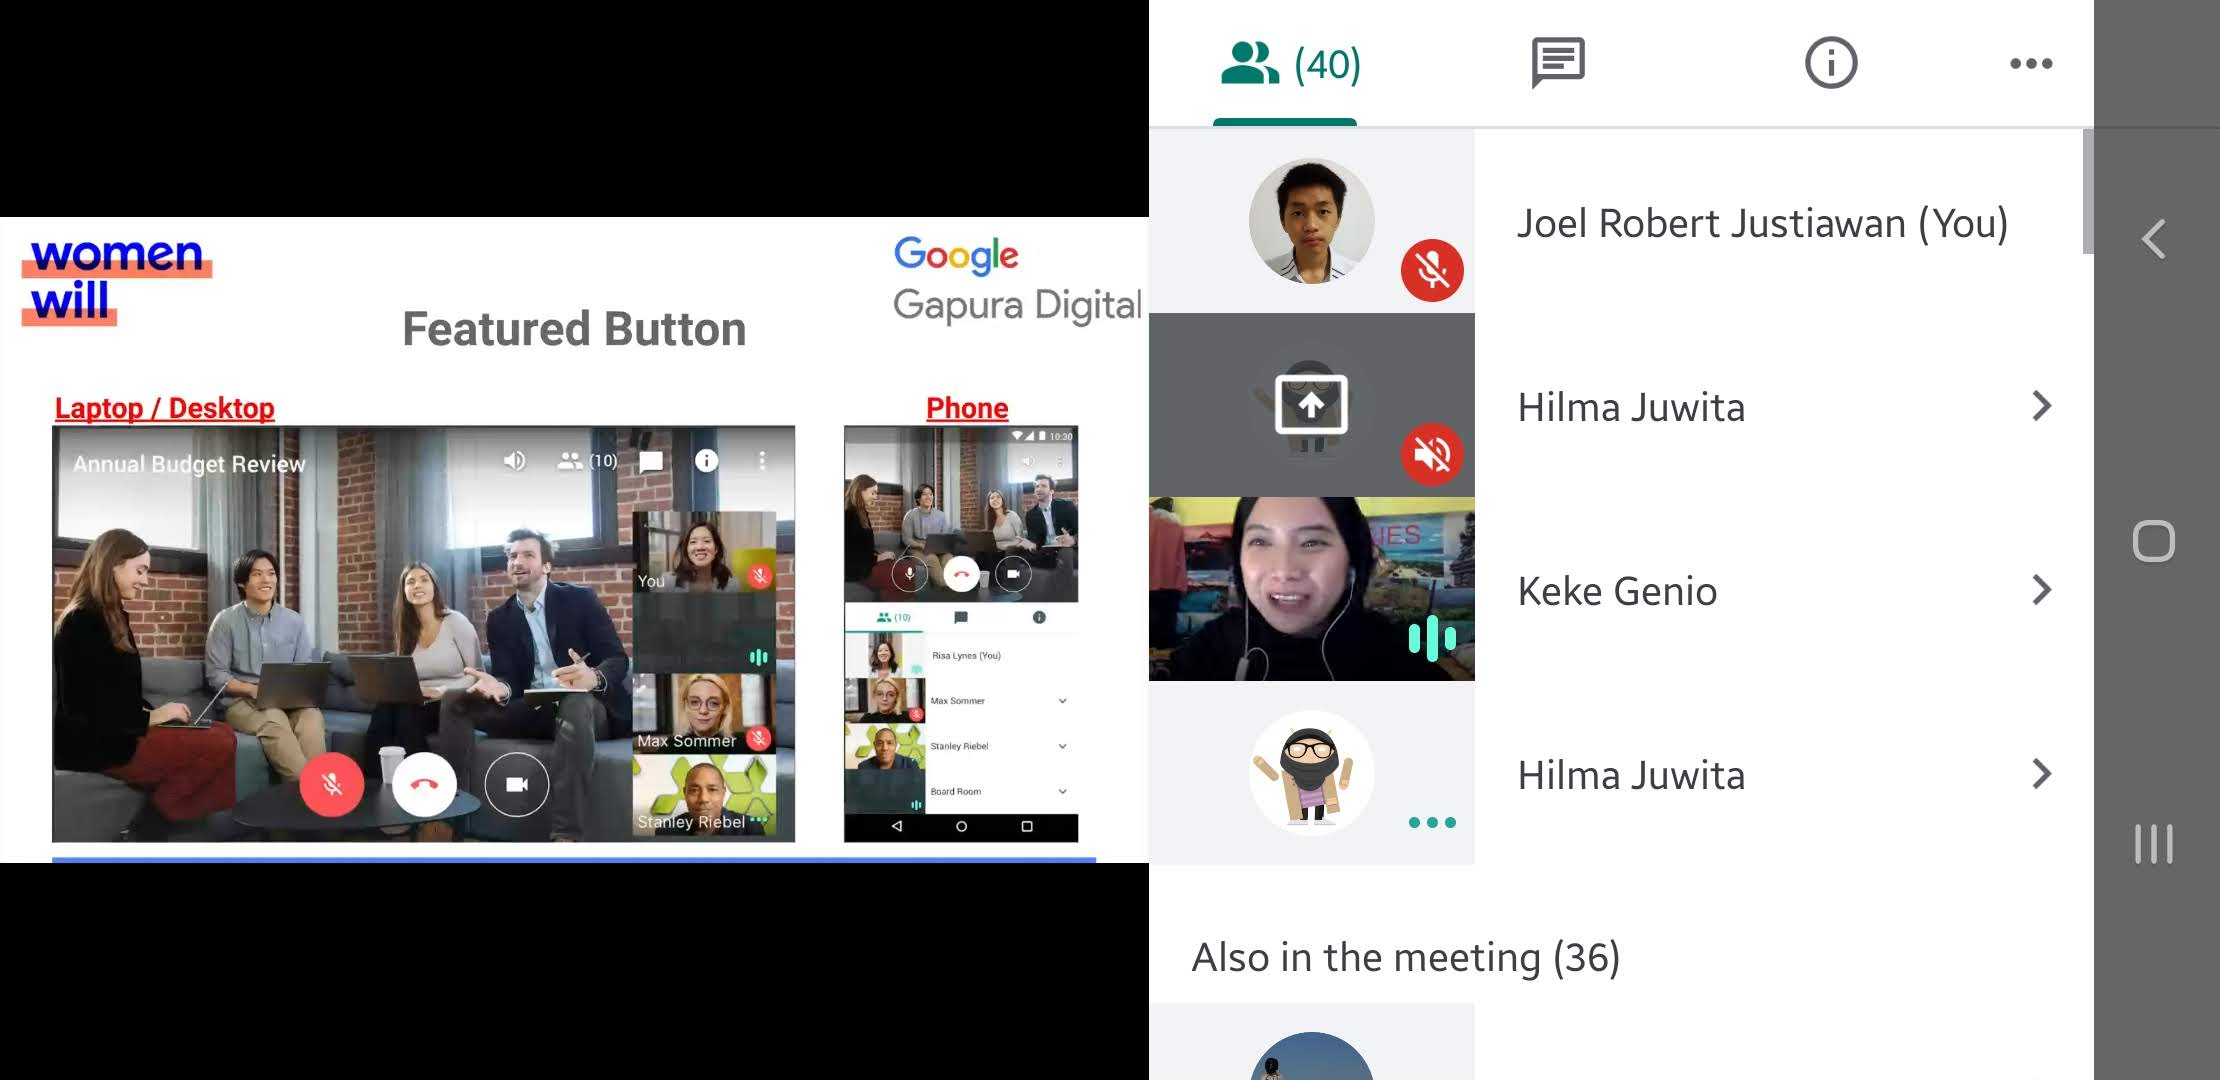 women
will
Google
Gapura Digital
Featured Button
Laptop / Desktop
Phone
Annual Budget Review
(10)
You
Max Sommer
Stanley Riebel
10:30
(10)
Risa Lynes (You)
Max Sommer
Stanley Riebel
Board Room
(40)
Joel Robert Justiawan (You)
Hilma Juwita
IES
Keke Genio
Hilma Juwita
Also in the meeting (36)